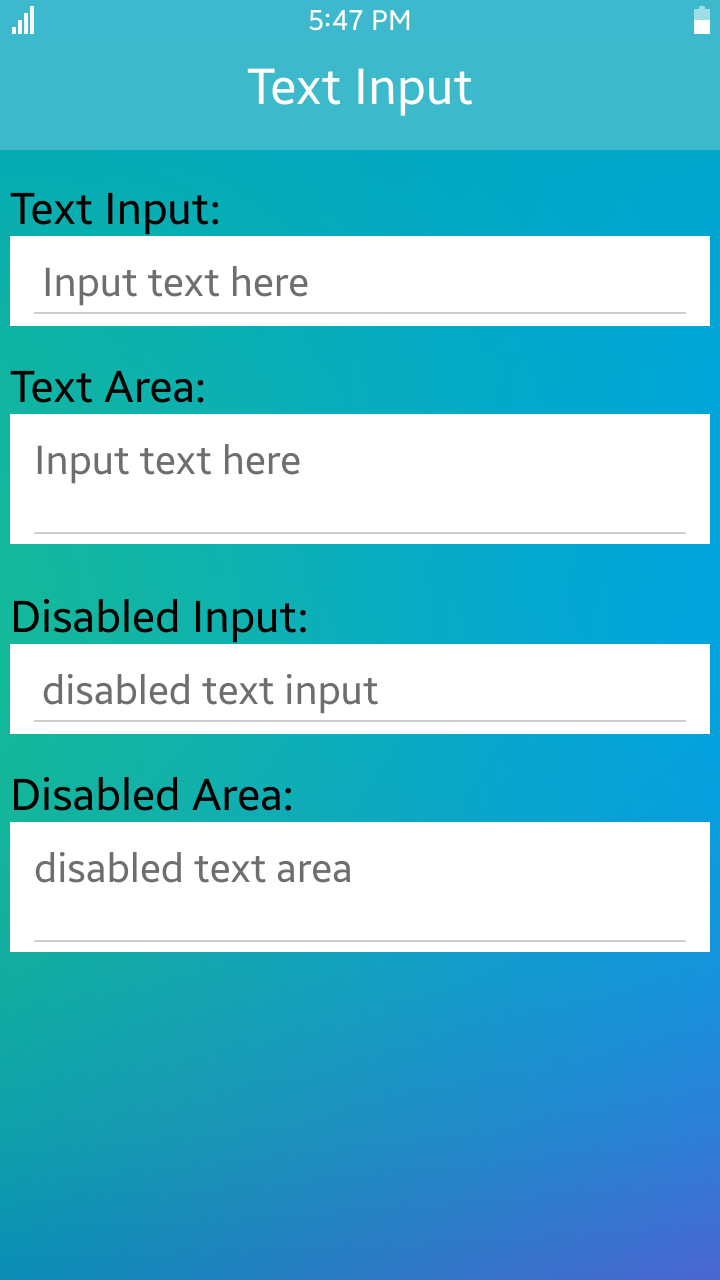 5:47 PM
Text Input
Text Input:
Input text here
Text Area:
Input text here
Disabled Input:
disabled text input
Disabled Area:
disabled text area